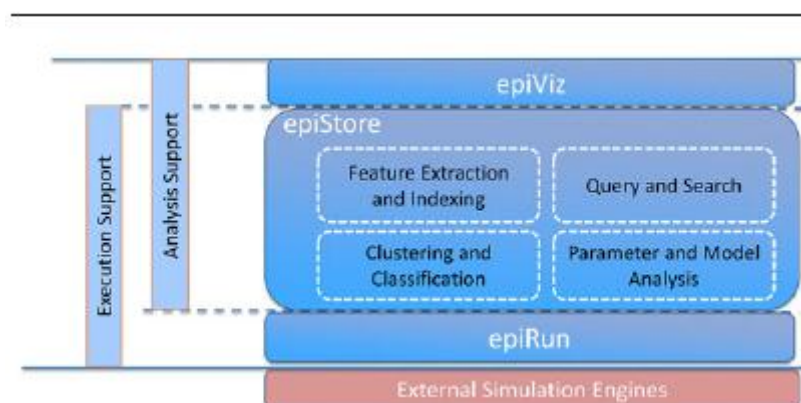 epiViz
epiStore
Feature Extraction
and Indexing
Query and Search
Clustering and
Classification
Parameter and Model
Analysis
epiRun
External Simulation Engines
Execution Support
Analysis Support